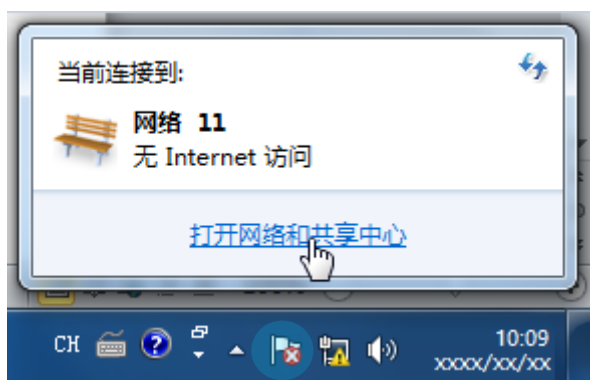 当前连接到:
网络 11
无 Internet 访问
打开网络和共享中心
CH
10:09
xxxx/xx/xx